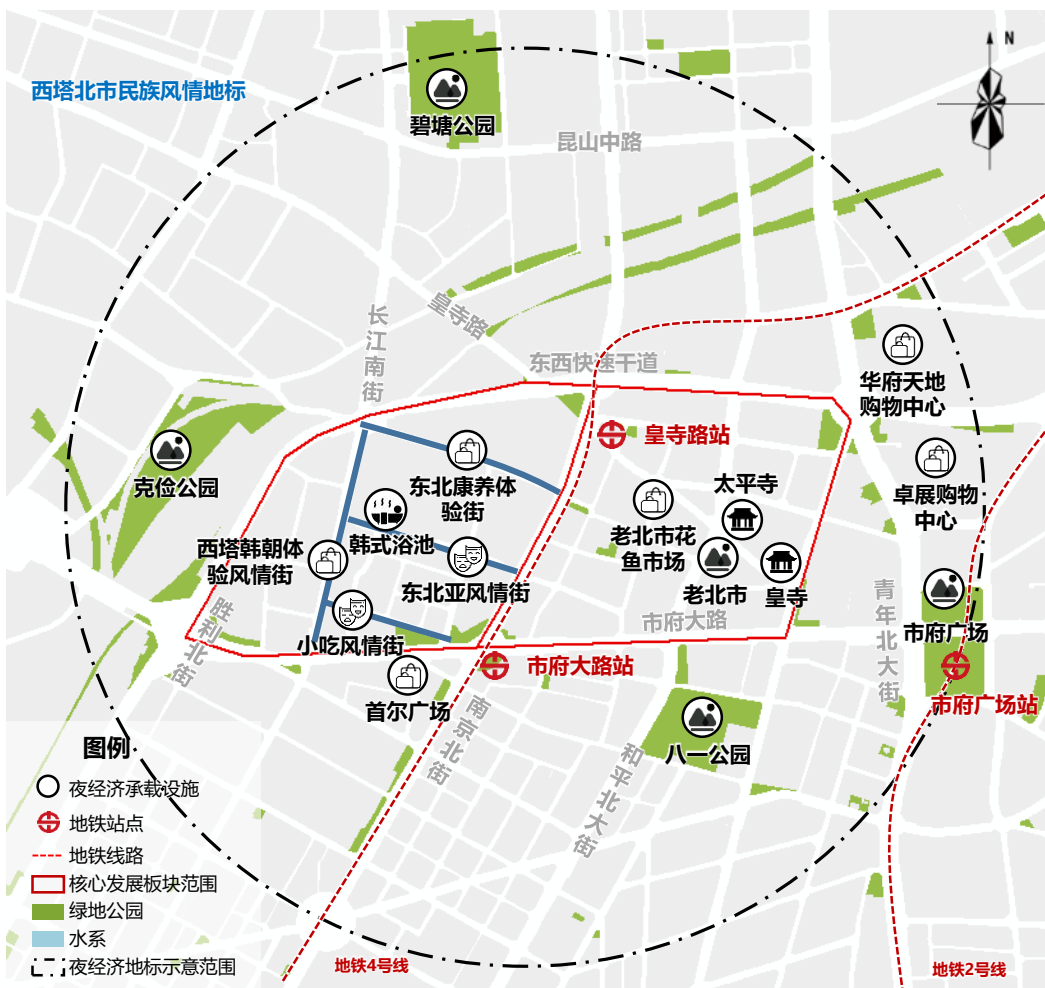 N
西塔北市民族风情地标
碧塘公园
昆山中路
皇寺路
长江南街
东西快速干道
华府天地
购物中心
皇寺路站
克俭公园
东北康养体
验街
太平寺
卓展购物
中心
老北市花
鱼市场
韩式浴池
西塔韩朝体
验风情街
东北亚风情街
老北市
皇寺
胜利北街
小吃风情街
市府大路
青年北大街
市府广场
市府大路站
首尔广场
南京北街
市府广场站
八一公园
和平北大街
图例
夜经济承载设施
地铁站点
地铁线路
核心发展板块范围
绿地公园
水系
夜经济地标示意范围
地铁4号线
地铁2号线